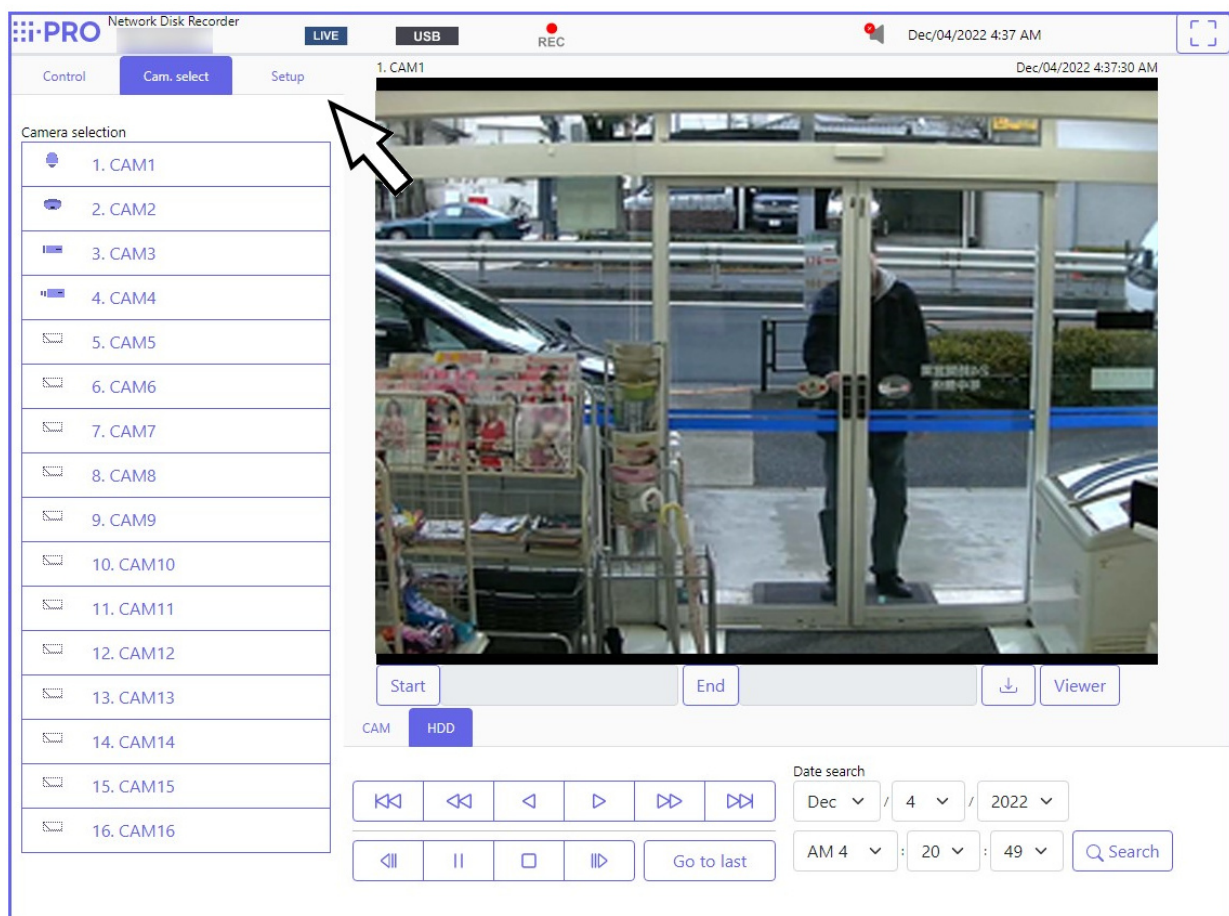 i-PRO Network Disk Recorder
LIVE
USB
REC
Dec/04/2022 4:37 AM
Control
Cam. select
Setup
1. CAM1
Dec/04/2022 4:37:30 AM
Camera selection
1. CAM1
2. CAM2
3. CAM3
4. CAM4
5. CAM5
6. CAM6
7. CAM7
8. CAM8
9. CAM9
10. CAM10
11. CAM11
12. CAM12
13. CAM13
14. CAM14
15. CAM15
16. CAM16
Start
End
Viewer
CAM
HDD
Date search
Dec / 4 / 2022
AM 4 : 20 : 49
Search
Go to last